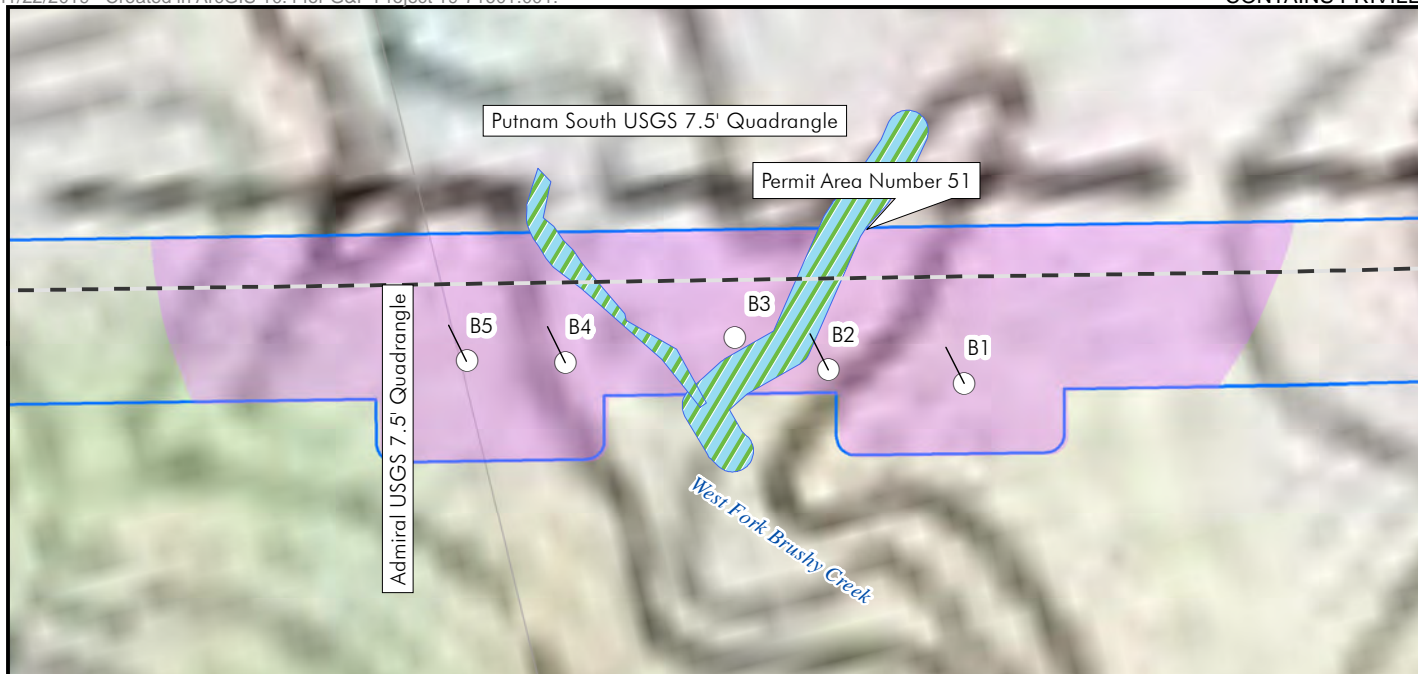 Putnam South USGS 7.5' Quadrangle
Permit Area Number 51
Admiral USGS 7.5' Quadrangle
B5
B4
B3
B2
B1
West Fork Brushy Creek